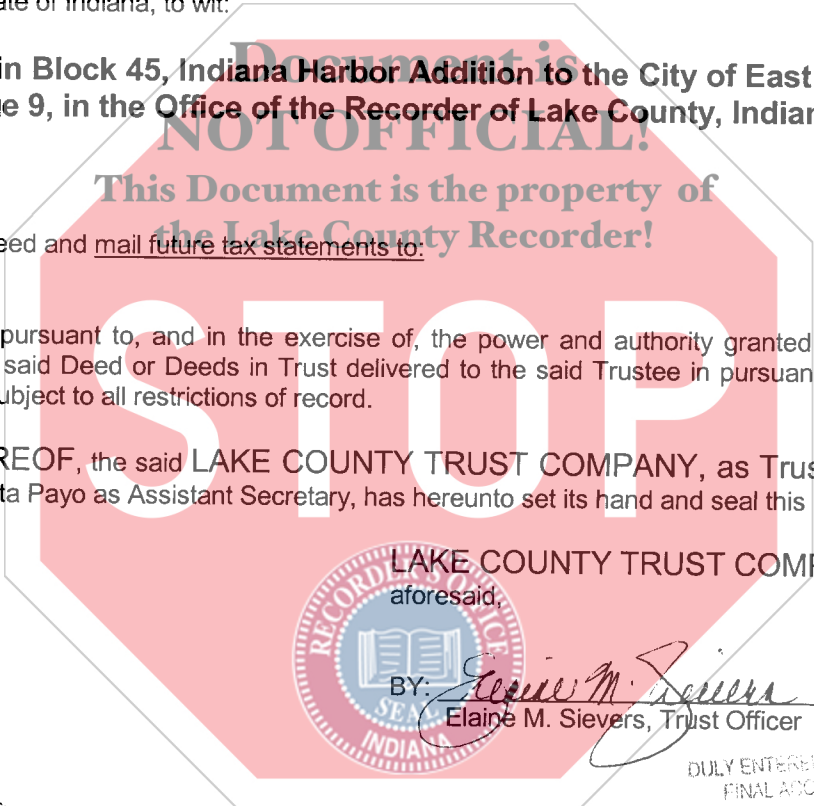 ate of Indiana, to wit:
Document is
in Block 45, Indiana Harbor Addition to the City of East
e 9, in the Office of the Recorder of Lake County, Indian
NOT OFFICIAL!
This Document is the property of
the Lake County Recorder!
eed and mail future tax statements to:
STOP
pursuant to, and in the exercise of, the power and authority granted
said Deed or Deeds in Trust delivered to the said Trustee in pursuan
ubject to all restrictions of record.
REOF, the said LAKE COUNTY TRUST COMPANY, as Trus
ta Payo as Assistant Secretary, has hereunto set its hand and seal this
LAKE COUNTY TRUST COMP
aforesaid,
RECORDER'S OFFICE
SEAL
INDIANA
BY: Elaine M. Sievers
Elaine M. Sievers, Trust Officer
DULY ENTERE
FINAL ACC